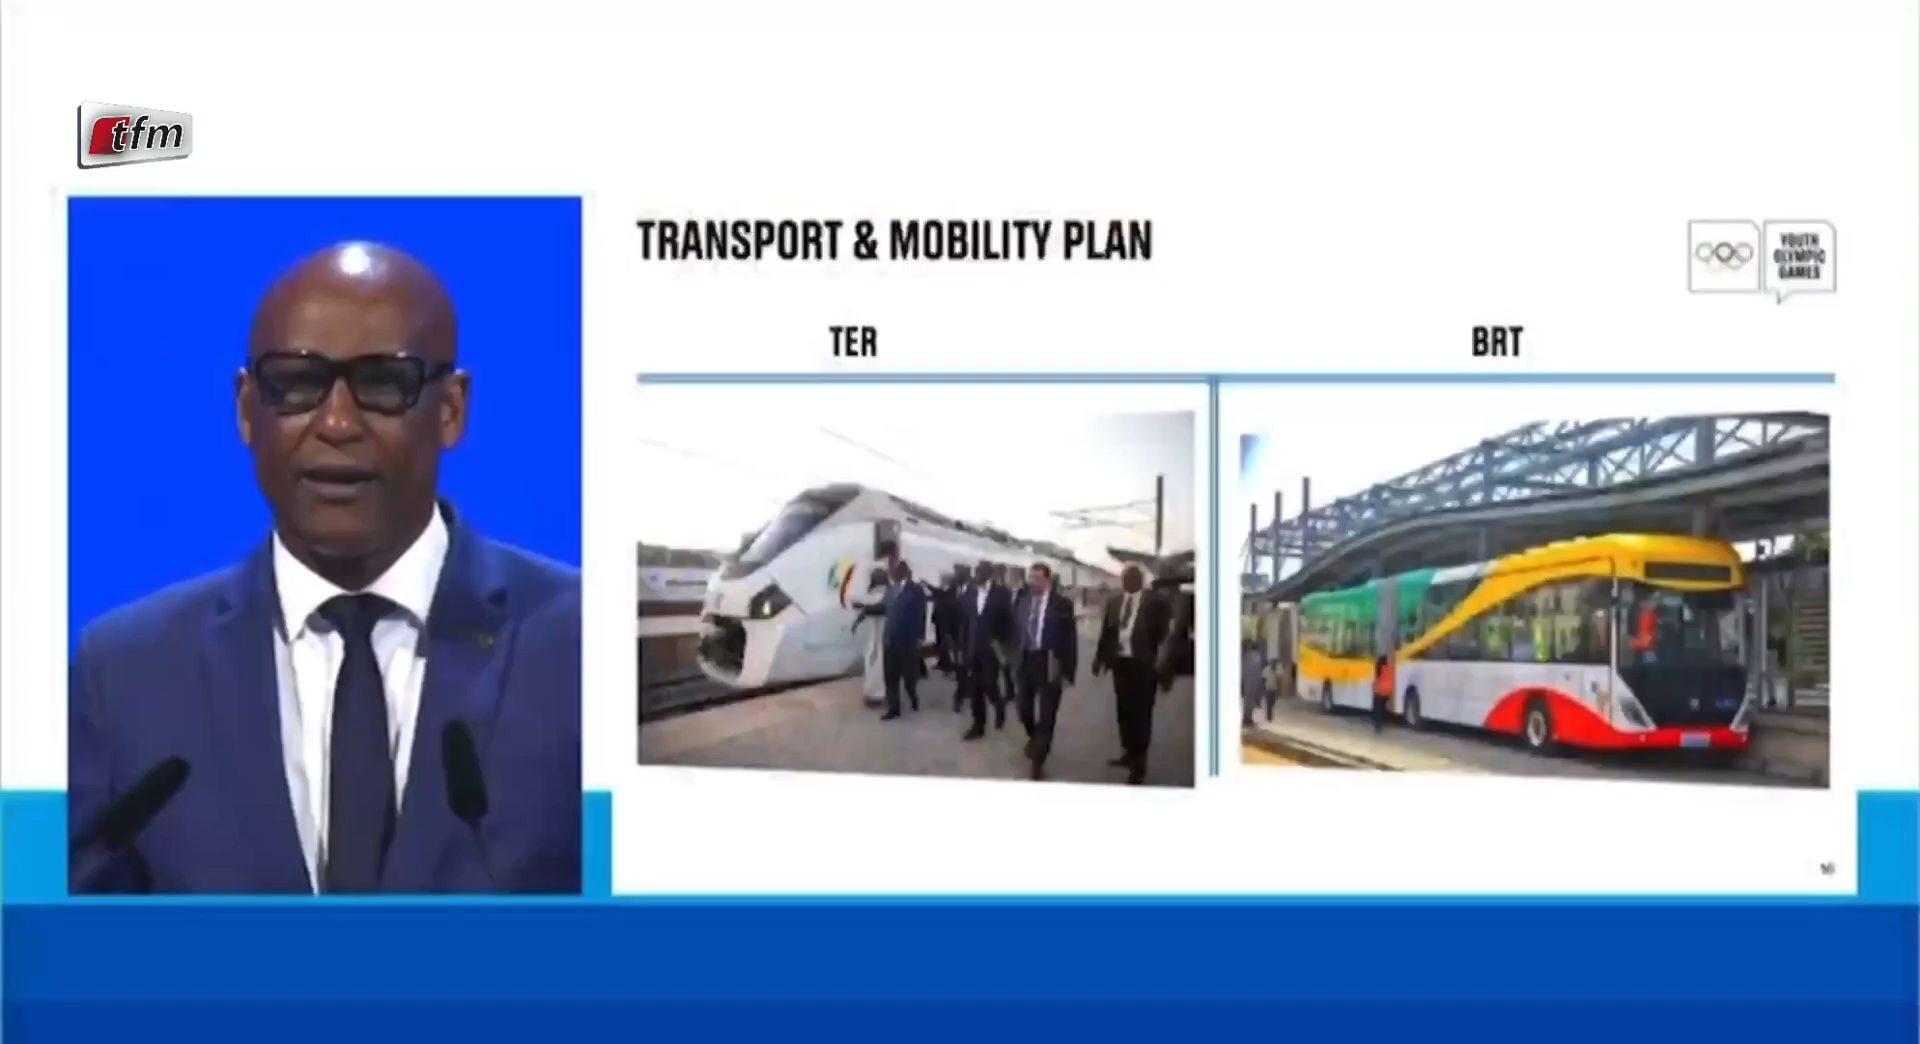 tfm
TRANSPORT & MOBILITY PLAN
YOUTH
OLYMPIC
GAMES
TER
BRT